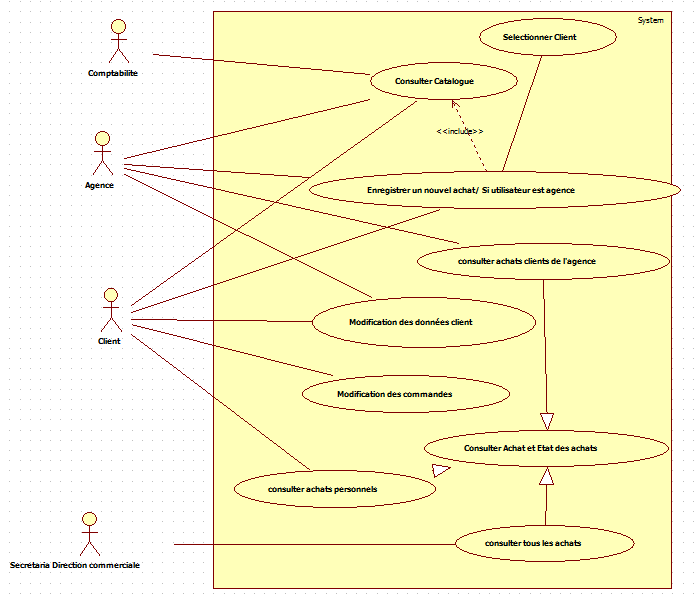 System
Selectionner Client
Comptabilite
Consulter Catalogue
<<include>>
Agence
Enregistrer un nouvel achat/ Si utilisateur est agence
consulter achats clients de l'agence
Modification des données client
Client
Modification des commandes
Consulter Achat et Etat des achats
consulter achats personnels
consulter tous les achats
Secretaria Direction commerciale